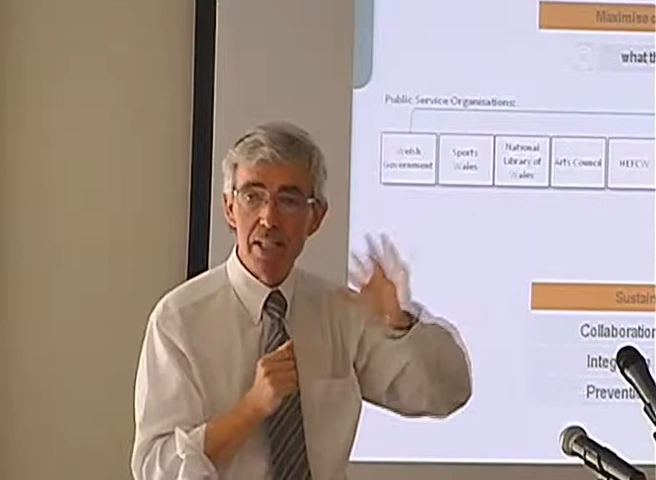 Maximise
what th
Public Service Organisations:
Welsh
Government
Sports
Wales
National
Library of
Wales
Arts Council
HEFCW
Sustain
Collaboration
Integ
Preventi